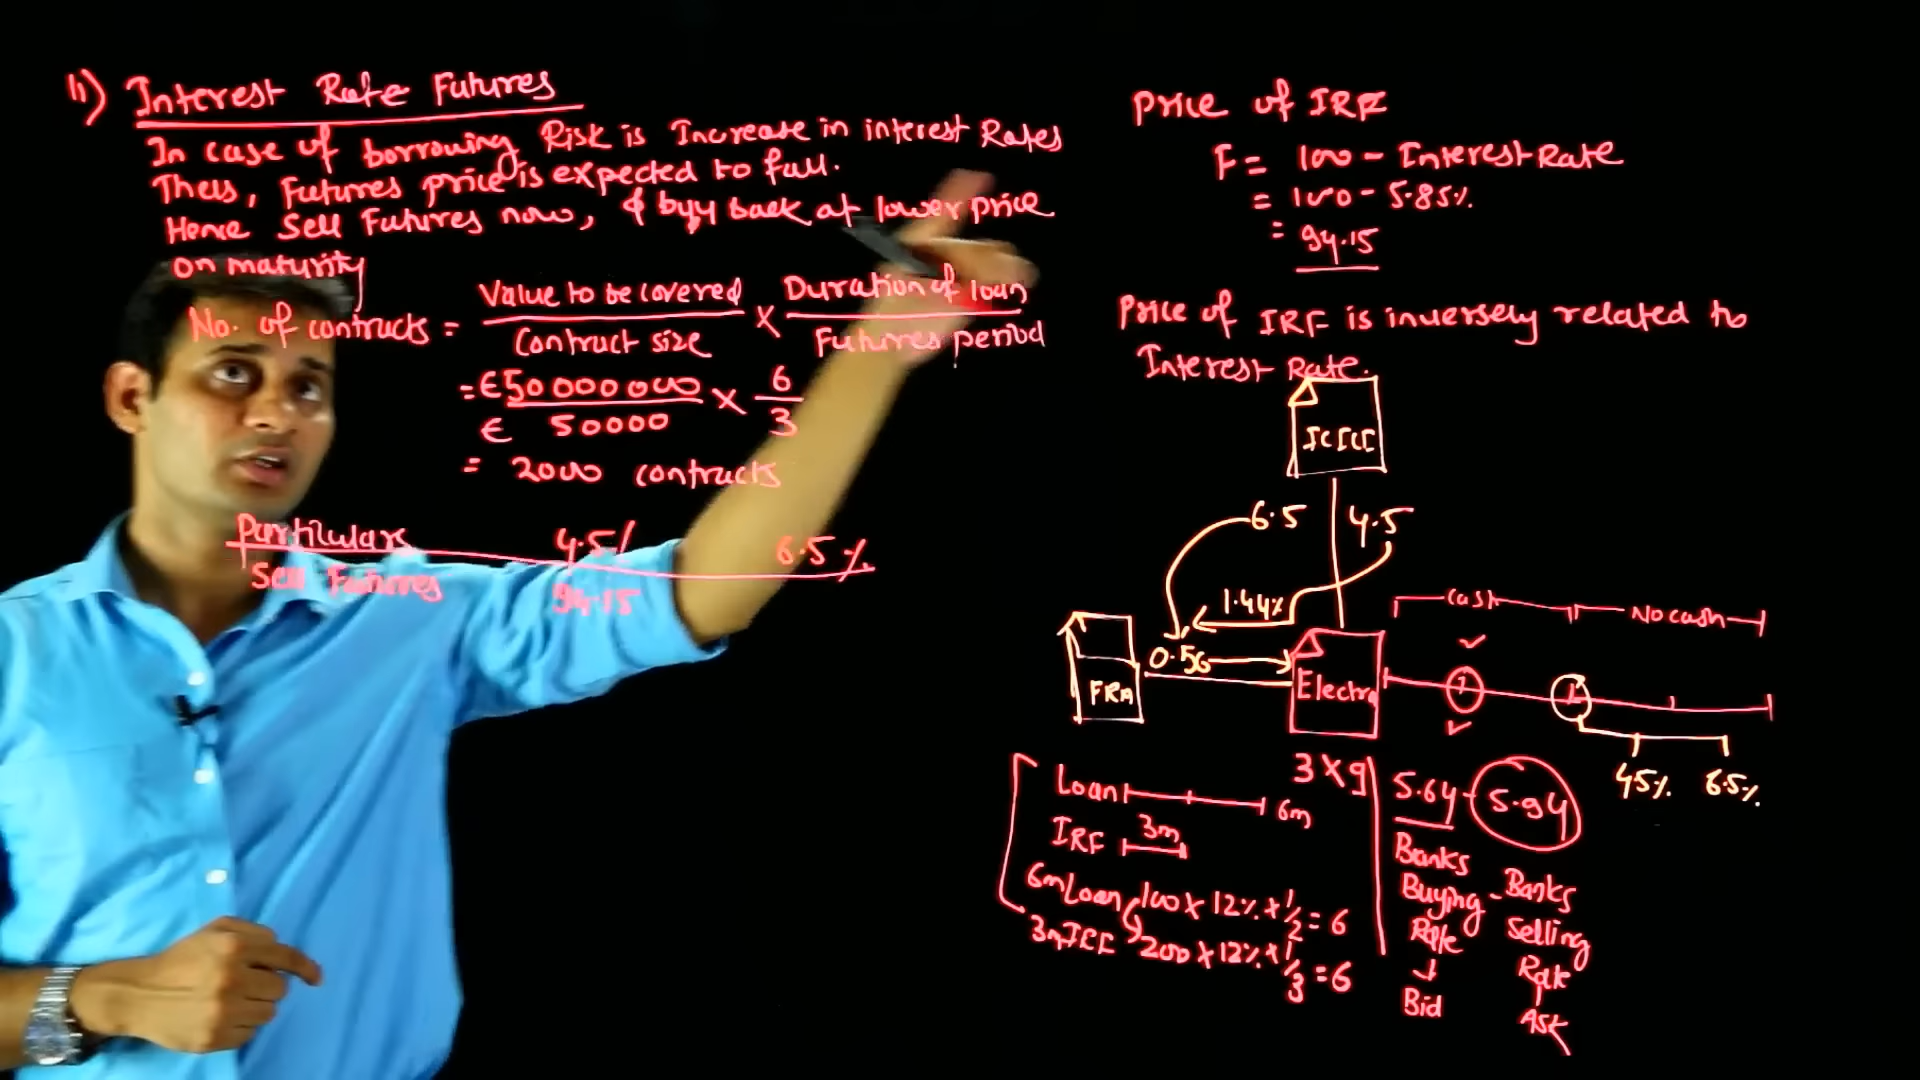 11) Interest Rate Futures
In case of borrowing Risk is Increase in interest Rates
Thus, Futures price is expected to fall.
Hence Sell Futures now, & buy back at lower price
on maturity
No. of contracts = Value to be covered / Contract size × Duration of loan / Futures period
= € 50000000 / € 50000 × 6 / 3
= 2000 contracts
Particulars 4.5% 6.5%
Sell Futures 94.15
Price of IRF
F = 100 - Interest Rate
= 100 - 5.85%
= 94.15
Price of IRF is inversely related to
Interest Rate.
ICICI
6.5 4.5
1.44%
0.56
FRA
Electra
Cash No cash
4.5% 6.5%
3×9
5.64 - 5.94
Banks Buying Rate ↓ Bid
Banks Selling Rate ↓ Ask
Loan 6m
IRF 3m
6m Loan 100 × 12% × 1/2 = 6
3m IRF 200 × 12% × 1/3 = 6